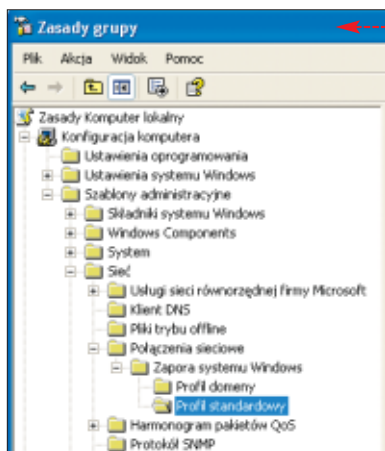 Zasady grupy
Plik Akcja Widok Pomoc
Zasady Komputer lokalny
Konfiguracja komputera
Ustawienia oprogramowania
Ustawienia systemu Windows
Szablony administracyjne
Składniki systemu Windows
Windows Components
System
Sieć
Usługi sieci równorzędnej firmy Microsoft
Klient DNS
Pliki trybu offline
Połączenia sieciowe
Zapora systemu Windows
Profil domeny
Profil standardowy
Harmonogram pakietów QoS
Protokół SNMP